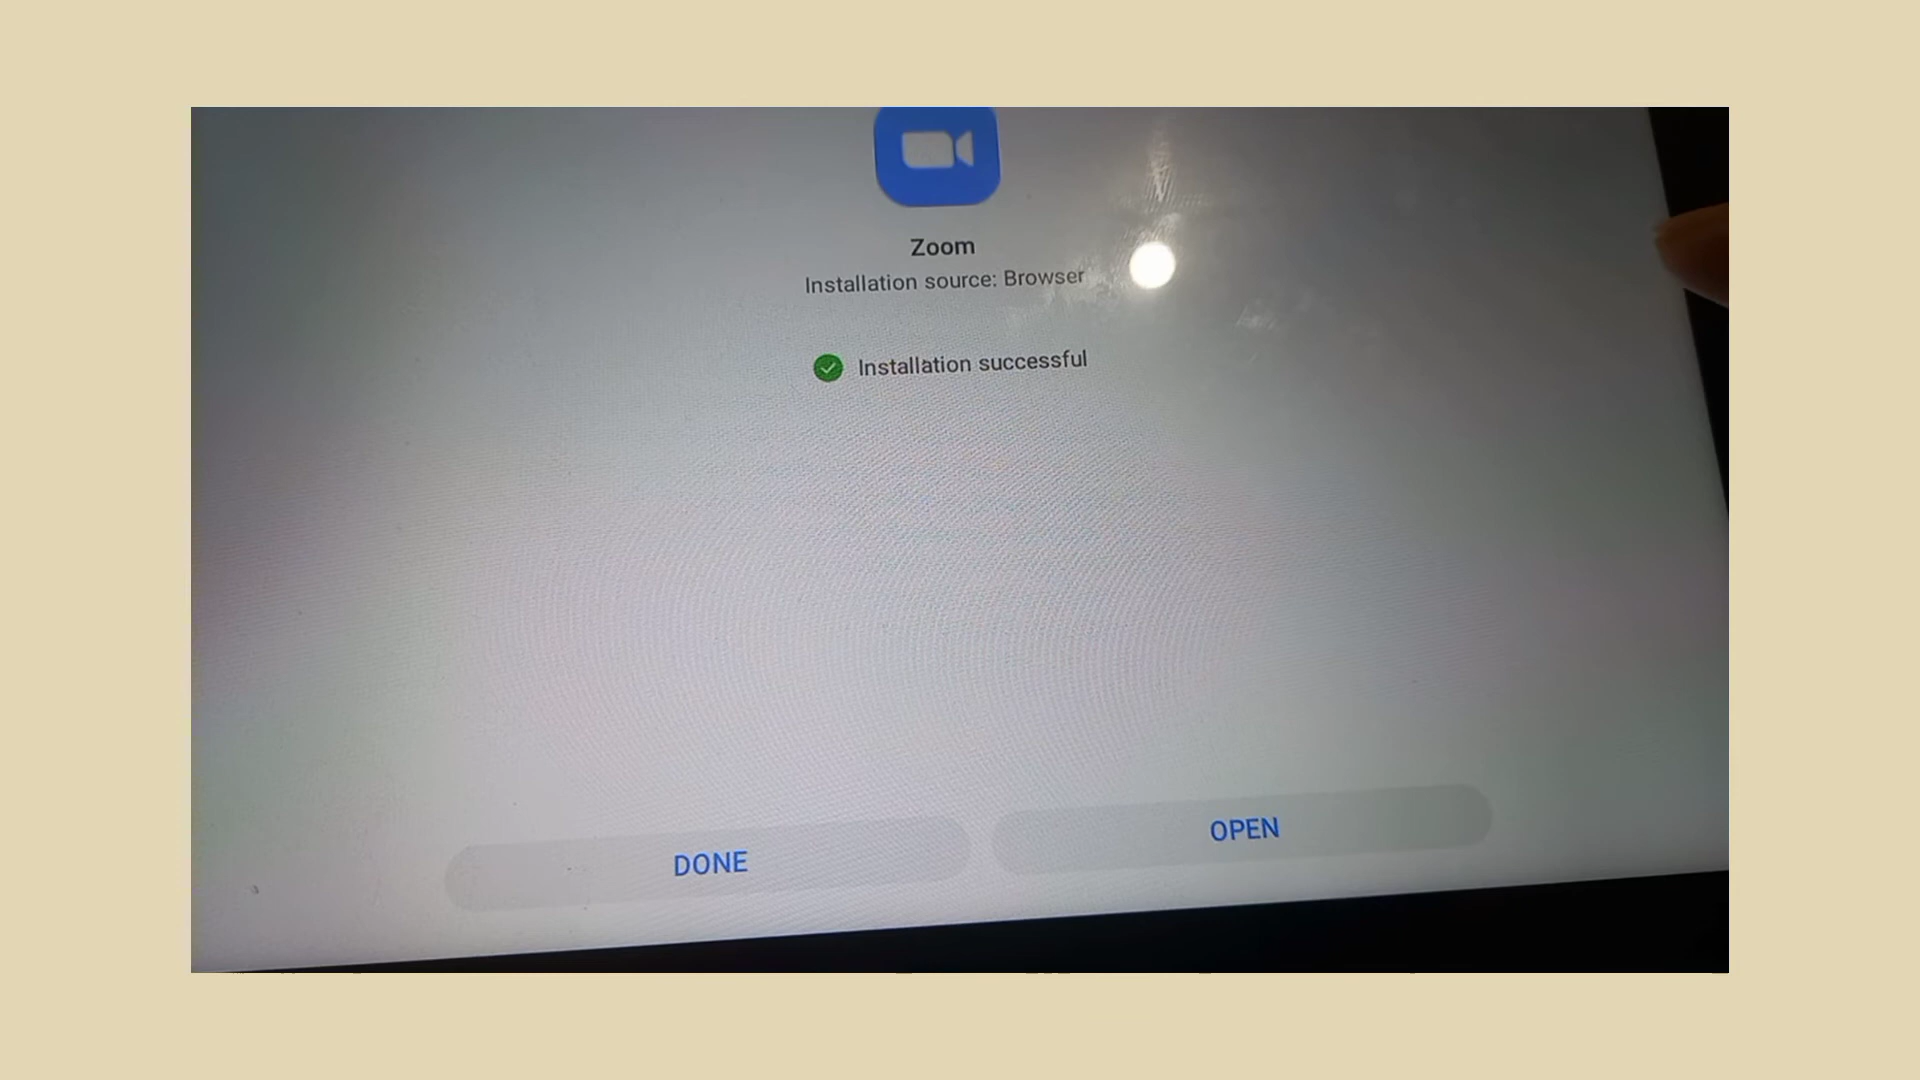 Zoom
Installation source: Browser
Installation successful
DONE
OPEN